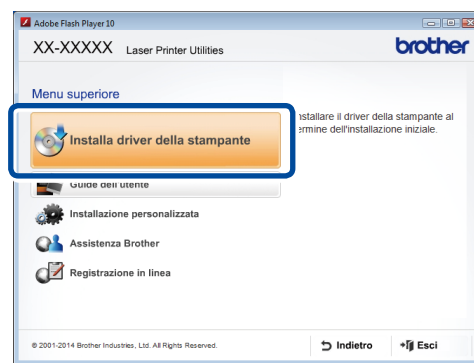 Adobe Flash Player 10
XX-XXXXX Laser Printer Utilities
brother
Menu superiore
Installa driver della stampante
nstallare il driver della stampante al
ermine dell'installazione iniziale.
Guide dell'utente
Installazione personalizzata
Assistenza Brother
Registrazione in linea
© 2001-2014 Brother Industries, Ltd. All Rights Reserved.
Indietro
Esci